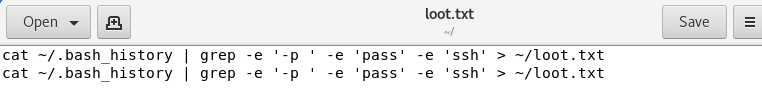 Open
loot.txt
~/
Save
cat ~/.bash_history | grep -e '-p ' -e 'pass' -e 'ssh' > ~/loot.txt
cat ~/.bash_history | grep -e '-p ' -e 'pass' -e 'ssh' > ~/loot.txt